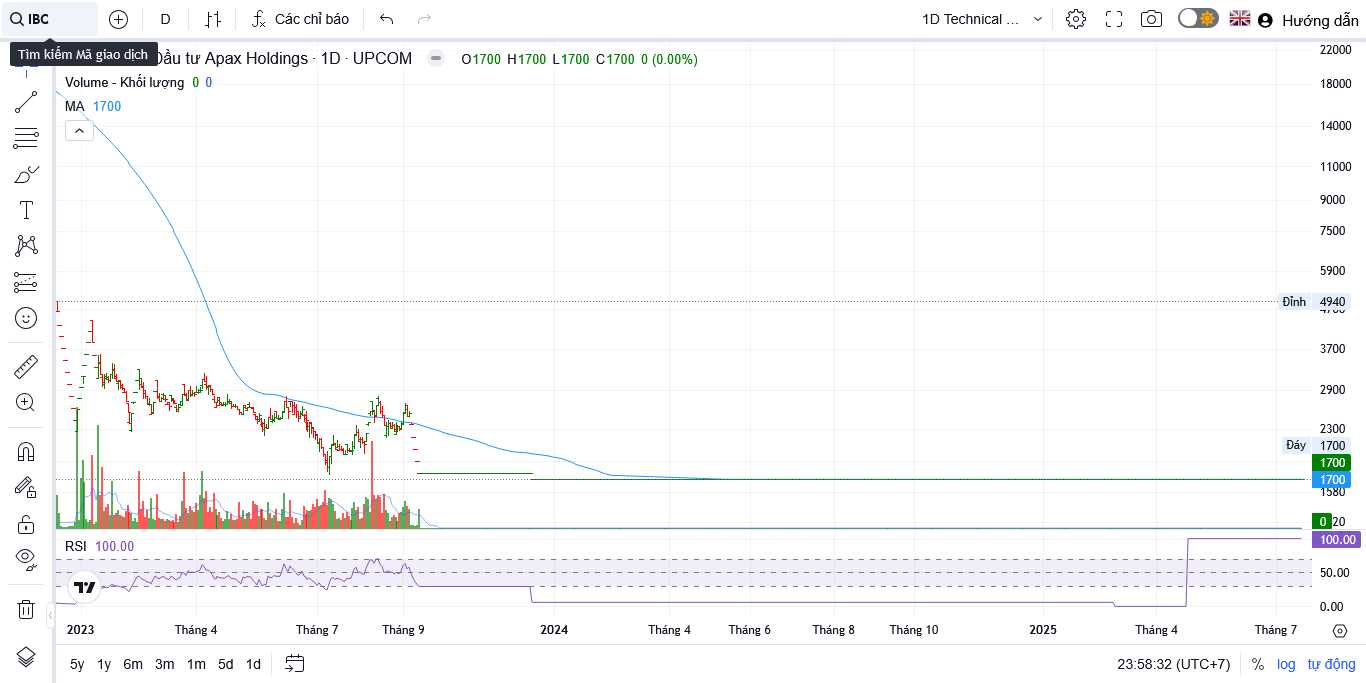 IBC
D
Các chỉ báo
1D Technical ...
Hướng dẫn
Tìm kiếm Mã giao dịch
Đầu tư Apax Holdings · 1D · UPCOM
O1700 H1700 L1700 C1700 0 (0.00%)
Volume - Khối lượng 0 0
MA 1700
22000
18000
14000
11000
9000
7500
5900
Đỉnh 4940
3700
2900
2300
Đáy 1700
1700
1700
1580
0
20
RSI 100.00
100.00
50.00
0.00
2023 Tháng 4 Tháng 7 Tháng 9 2024 Tháng 4 Tháng 6 Tháng 8 Tháng 10 2025 Tháng 4 Tháng 7
5y 1y 6m 3m 1m 5d 1d
23:58:32 (UTC+7) % log tự động